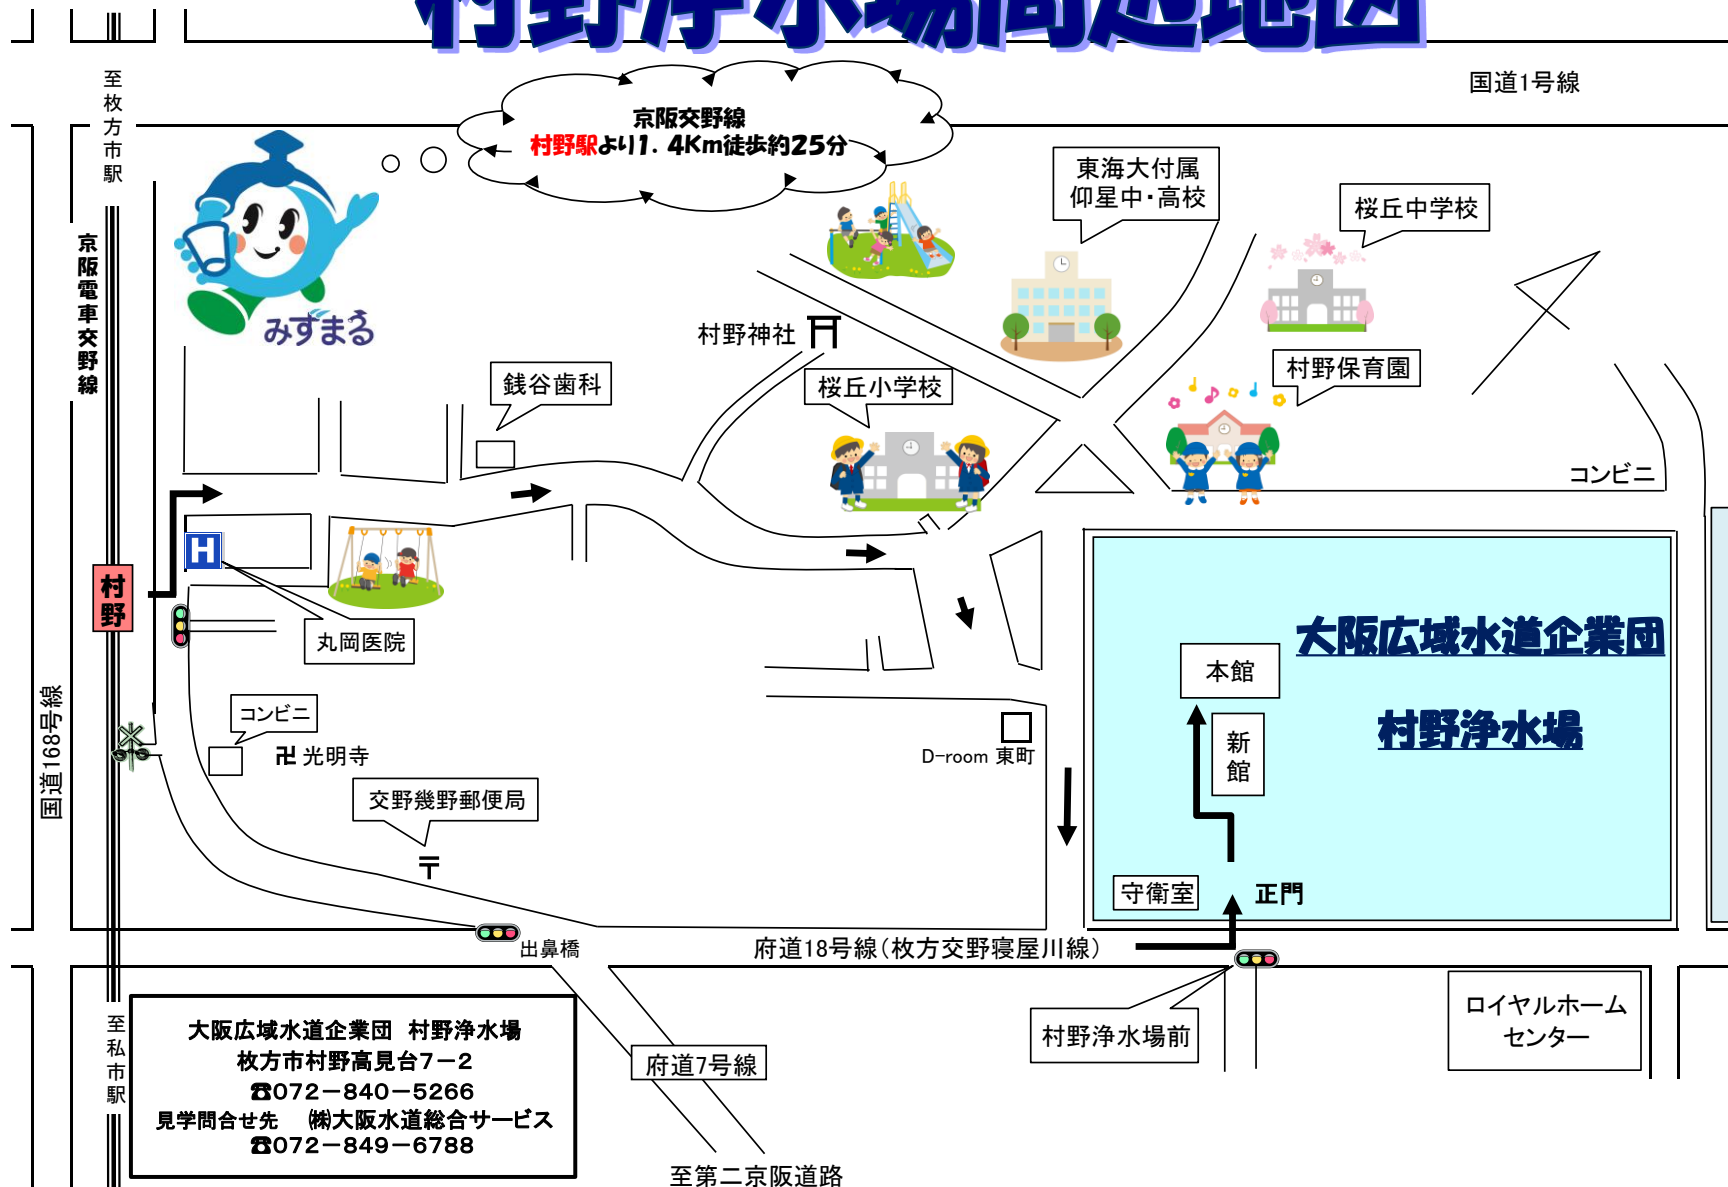 村野浄水場周辺地図
至枚方市駅
国道1号線
京阪交野線
村野駅より1. 4Km徒歩約25分
東海大付属
仰星中・高校
桜丘中学校
京阪電車交野線
みずまる
村野神社
村野保育園
銭谷歯科
桜丘小学校
コンビニ
H
村野
丸岡医院
大阪広域水道企業団
本館
村野浄水場
新館
国道168号線
コンビニ
卍 光明寺
D-room 東町
交野幾野郵便局
〒
守衛室
正門
出鼻橋
府道18号線（枚方交野寝屋川線）
至私市駅
大阪広域水道企業団 村野浄水場
枚方市村野高見台7－2
☎072－840－5266
見学問合せ先 ㈱大阪水道総合サービス
☎072－849－6788
府道7号線
村野浄水場前
ロイヤルホーム
センター
至第二京阪道路